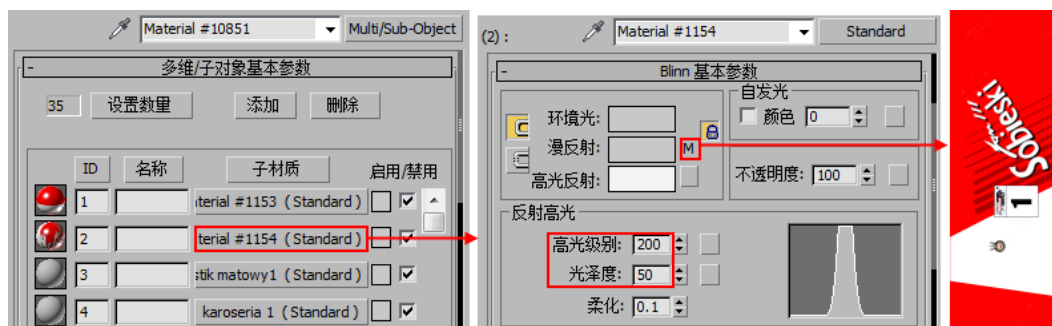 Material #10851
Multi/Sub-Object
- 多维/子对象基本参数
35 设置数量 添加 删除
ID 名称 子材质 启用/禁用
1 iterial #1153 (Standard)
2 terial #1154 (Standard)
3 stik matowy1 (Standard)
4 karoseria 1 (Standard)
(2) : Material #1154 Standard
- Blinn 基本参数
环境光:
漫反射: M
高光反射:
自发光
颜色 0
不透明度: 100
反射高光
高光级别: 200
光泽度: 50
柔化: 0.1
Sobieski
1